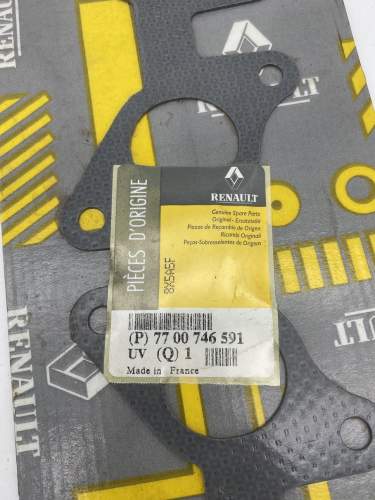 RENAULT
PIÈCES D'ORIGINE
RENAULT
Genuine Spare Parts
Original - Ersatzteile
Piezas de Recambio de Origen
Ricambi Originali
Peças-Sobresselentes de Origem
8X5A5F
(P) 77 00 746 591
UV (Q) 1
Made in France
RENAULT